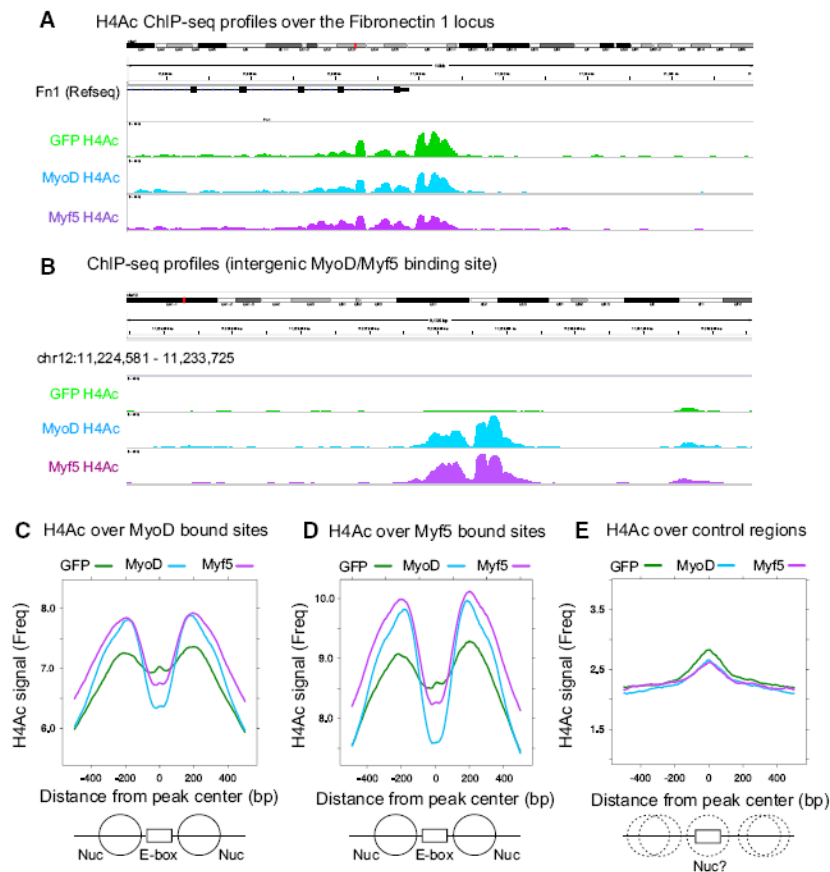 A H4Ac ChIP-seq profiles over the Fibronectin 1 locus
Fn1 (Refseq)
GFP H4Ac
MyoD H4Ac
Myf5 H4Ac
B ChIP-seq profiles (intergenic MyoD/Myf5 binding site)
chr12:11,224,581 - 11,233,725
GFP H4Ac
MyoD H4Ac
Myf5 H4Ac
C H4Ac over MyoD bound sites
GFP MyoD Myf5
H4Ac signal (Freq)
8.0
7.0
6.0
-400 -200 0 200 400
Distance from peak center (bp)
Nuc E-box Nuc
D H4Ac over Myf5 bound sites
GFP MyoD Myf5
H4Ac signal (Freq)
10.0
9.0
8.0
-400 -200 0 200 400
Distance from peak center (bp)
Nuc E-box Nuc
E H4Ac over control regions
GFP MyoD Myf5
H4Ac signal (Freq)
3.5
2.5
1.5
-400 -200 0 200 400
Distance from peak center (bp)
Nuc?